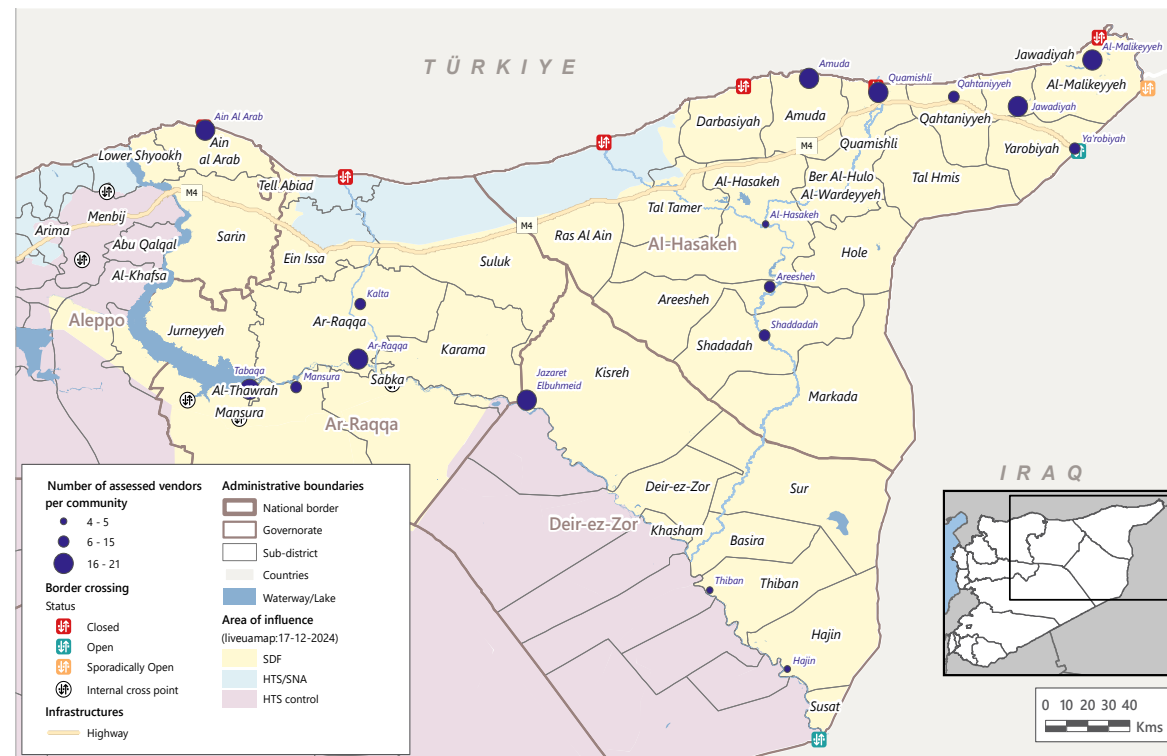 TÜRKIYE
IRAQ
Jawadiyah
Al-Malikeyyeh
Al-Malikeyyeh
Amuda
Quamishli
Qahtaniyyeh
Jawadiyah
Ya'robiyah
Ain Al Arab
Ain
al Arab
Lower Shyookh
Darbasiyah
Amuda
Qahtaniyyeh
Quamishli
Yarobiyah
M4
Tell Abiad
M4
Al-Hasakeh
Ber Al-Hulo
Al-Wardeyyeh
Tal Hmis
Menbij
Arima
Abu Qalqal
Sarin
Tal Tamer
Al-Hasakeh
M4
Ras Al Ain
Al-Hasakeh
Hole
Ein Issa
Suluk
Al-Khafsa
Areesheh
Areesheh
Kalta
Aleppo
Jurneyyeh
Ar-Raqqa
Shaddadah
Shadadah
Ar-Raqqa
Karama
Tabaqa
Mansura
Sabka
Jazaret
Elbuhmeid
Kisreh
Al-Thawrah
Mansura
Markada
Ar-Raqqa
Deir-ez-Zor
Sur
Deir-ez-Zor
Khasham
Basira
Thiban
Thiban
Hajin
Hajin
Susat
Number of assessed vendors
per community
4 - 5
6 - 15
16 - 21
Border crossing
Status
Closed
Open
Sporadically Open
Internal cross point
Infrastructures
Highway
Administrative boundaries
National border
Governorate
Sub-district
Countries
Waterway/Lake
Area of influence
(liveuamap:17-12-2024)
SDF
HTS/SNA
HTS control
0 10 20 30 40
Kms